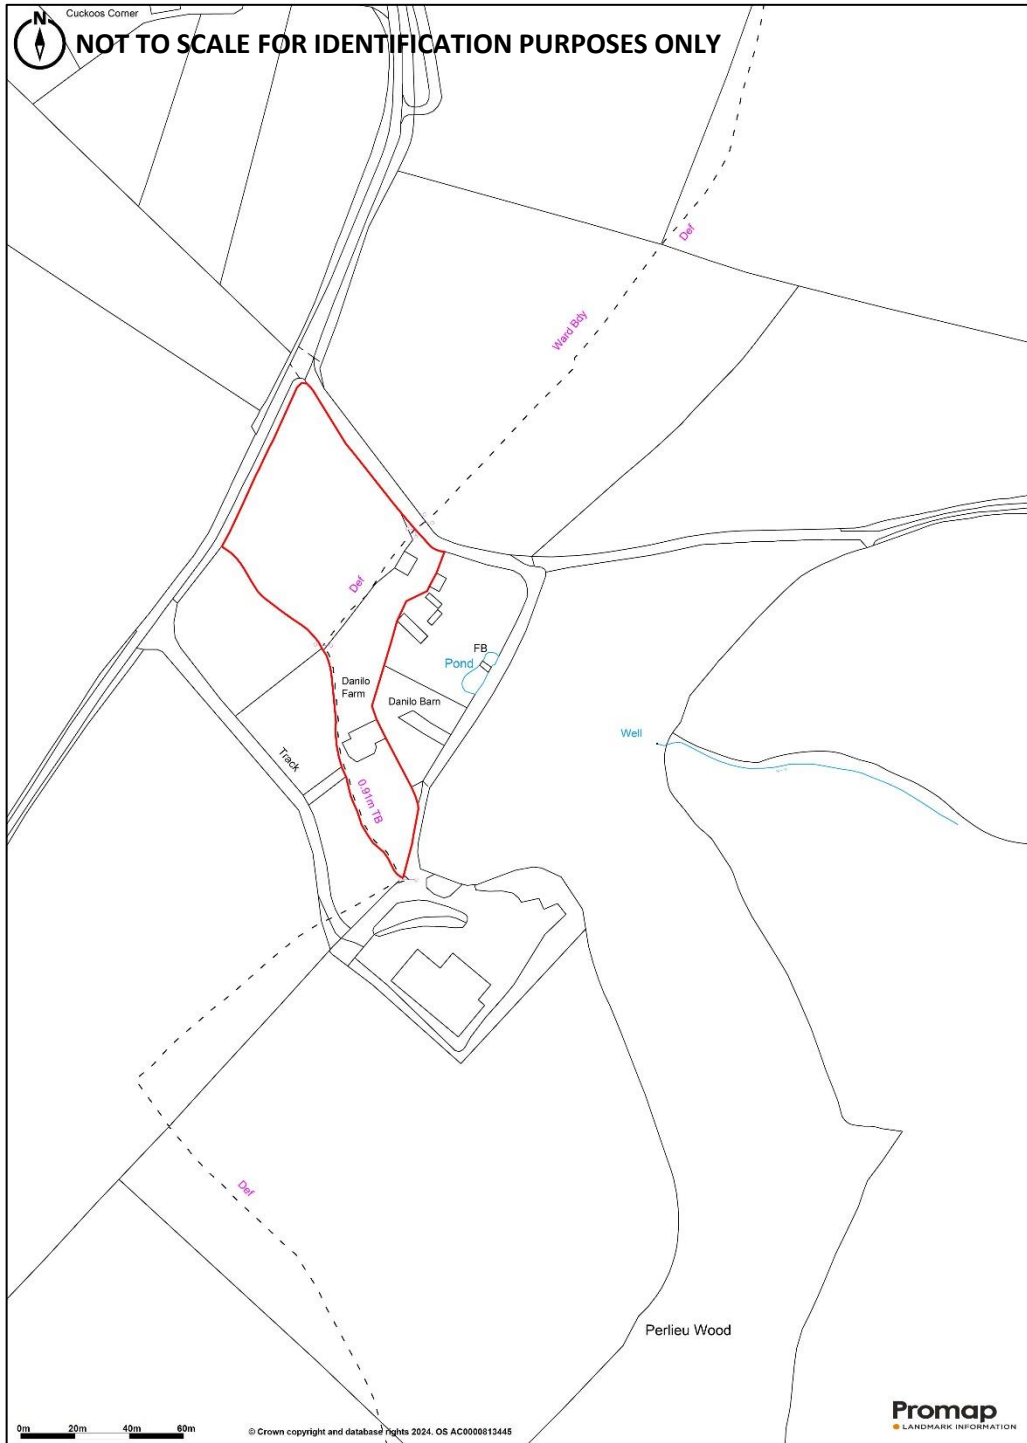 Cuckoos Corner
N
NOT TO SCALE FOR IDENTIFICATION PURPOSES ONLY
Def
Ward Bdy
Def
FB
Pond
Danilo
Farm
Danilo Barn
Well
Track
0.91m TB
Def
Perlieu Wood
0m 20m 40m 60m
© Crown copyright and database rights 2024. OS AC0000813445
Promap
LANDMARK INFORMATION